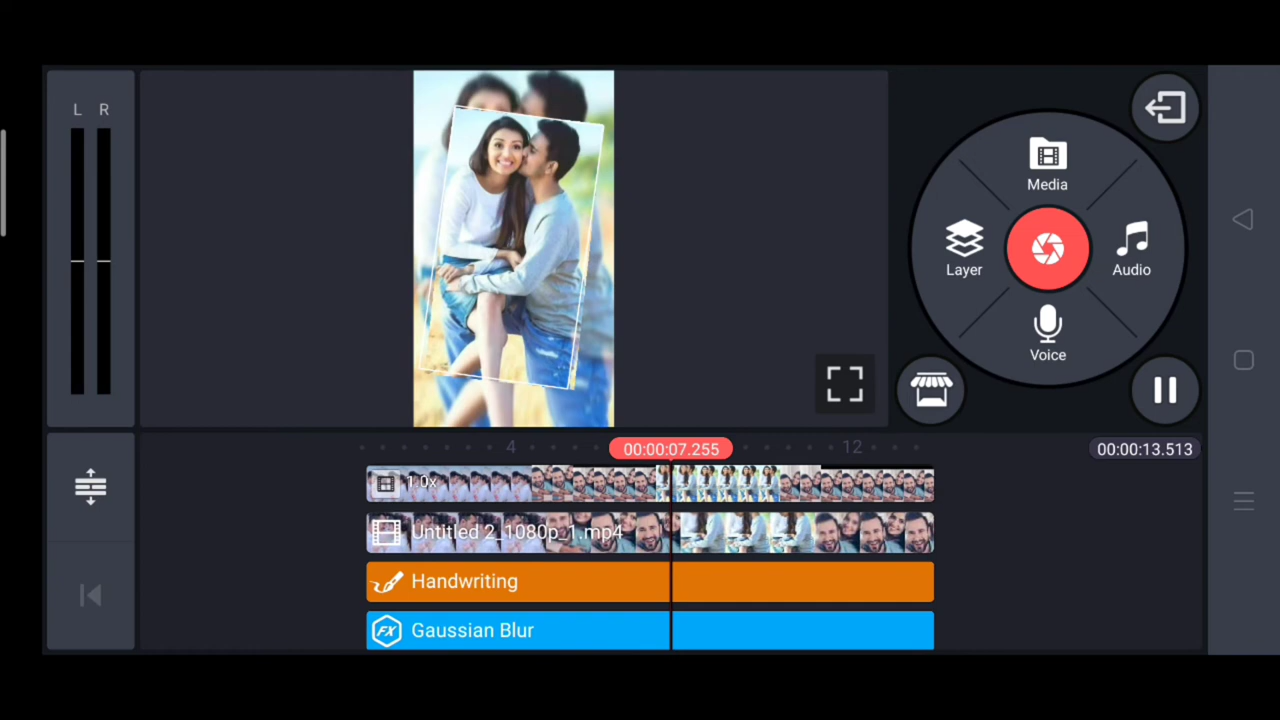 L R
Media
Layer
Audio
Voice
4
00:00:07.255
12
00:00:13.513
1.0x
Untitled 2_1080p_1.mp4
Handwriting
FX Gaussian Blur